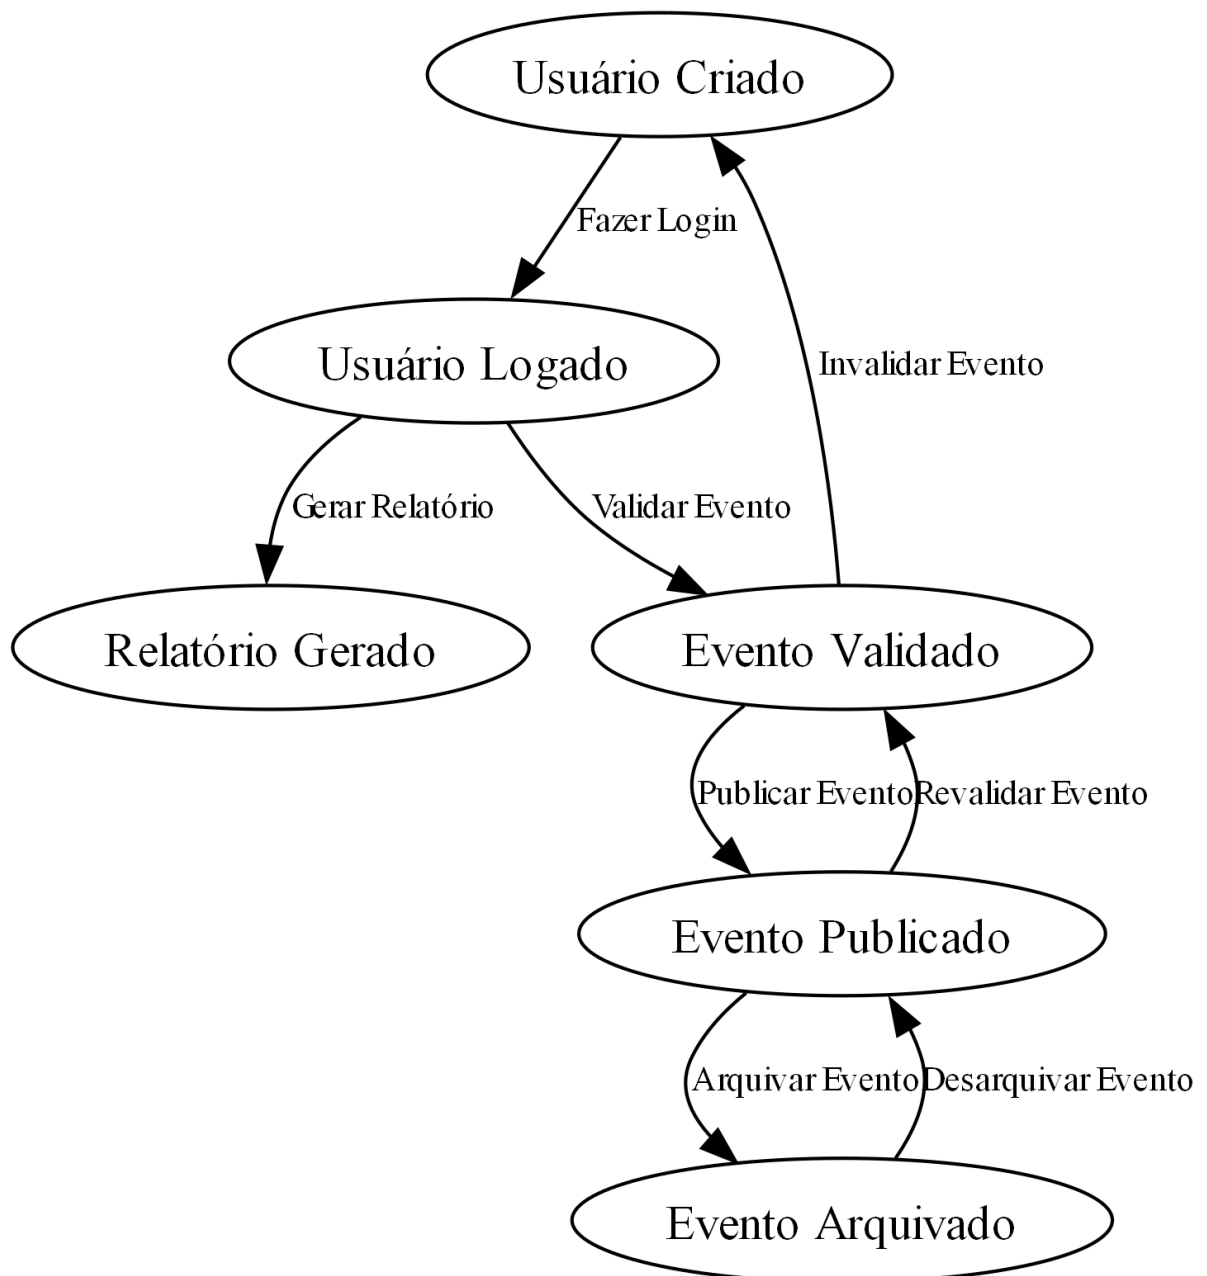 Usuário Criado
Fazer Login
Usuário Logado
Invalidar Evento
Gerar Relatório
Validar Evento
Relatório Gerado
Evento Validado
Publicar Evento
Revalidar Evento
Evento Publicado
Arquivar Evento
Desarquivar Evento
Evento Arquivado